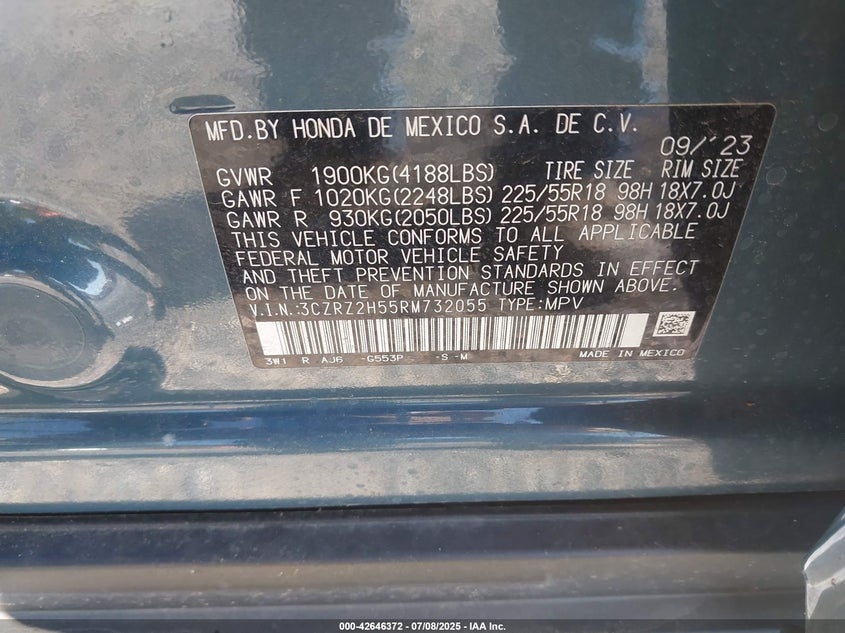 MFD.BY HONDA DE MEXICO S.A. DE C.V.
09/'23
GVWR 1900KG(4188LBS) TIRE SIZE RIM SIZE
GAWR F 1020KG(2248LBS) 225/55R18 98H 18X7.0J
GAWR R 930KG(2050LBS) 225/55R18 98H 18X7.0J
THIS VEHICLE CONFORMS TO ALL APPLICABLE
FEDERAL MOTOR VEHICLE SAFETY
AND THEFT PREVENTION STANDARDS IN EFFECT
ON THE DATE OF MANUFACTURE SHOWN ABOVE.
V.I.N.:3CZRZ2H55RM732055 TYPE:MPV
3W1 R AJ6 -G553P -S-M MADE IN MEXICO
000-42646372 | 07/08/2025 | IAA Inc.